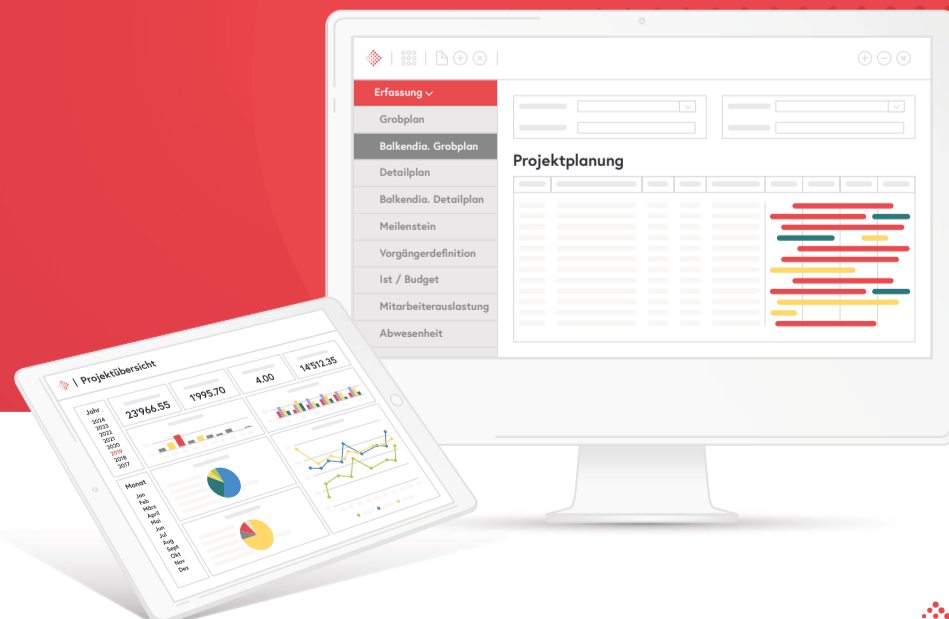 Erfassung
Grobplan
Balkendia. Grobplan
Detailplan
Balkendia. Detailplan
Meilenstein
Vorgängerdefinition
Ist / Budget
Mitarbeiterauslastung
Abwesenheit
Projektplanung
| Projektübersicht
Jahr
2024
2023
2022
2021
2020
2019
2018
2017
Monat
Jan
Feb
März
April
Mai
Jun
Jul
Aug
Sept
Okt
Nov
Dez
23'966.55
1'995.70
4.00
14'512.35